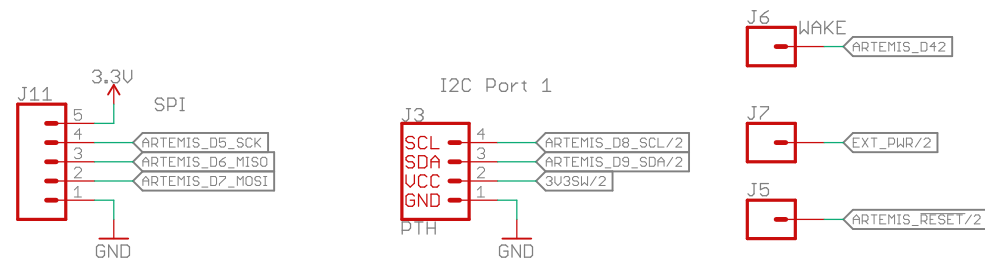 J11
3.3V
SPI
5
4 ARTEMIS_D5_SCK
3 ARTEMIS_D6_MISO
2 ARTEMIS_D7_MOSI
1
GND
I2C Port 1
J3
SCL 4 ARTEMIS_D8_SCL/2
SDA 3 ARTEMIS_D9_SDA/2
VCC 2 3V3SW/2
GND 1
PTH
GND
J6
WAKE
ARTEMIS_D42
J7
EXT_PWR/2
J5
ARTEMIS_RESET/2